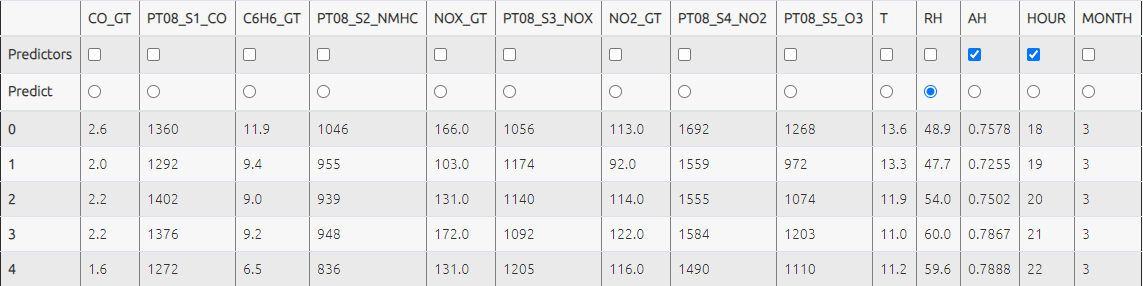 CO_GT PT08_S1_CO C6H6_GT PT08_S2_NMHC NOX_GT PT08_S3_NOX NO2_GT PT08_S4_NO2 PT08_S5_O3 T RH AH HOUR MONTH
Predictors
Predict
0 2.6 1360 11.9 1046 166.0 1056 113.0 1692 1268 13.6 48.9 0.7578 18 3
1 2.0 1292 9.4 955 103.0 1174 92.0 1559 972 13.3 47.7 0.7255 19 3
2 2.2 1402 9.0 939 131.0 1140 114.0 1555 1074 11.9 54.0 0.7502 20 3
3 2.2 1376 9.2 948 172.0 1092 122.0 1584 1203 11.0 60.0 0.7867 21 3
4 1.6 1272 6.5 836 131.0 1205 116.0 1490 1110 11.2 59.6 0.7888 22 3